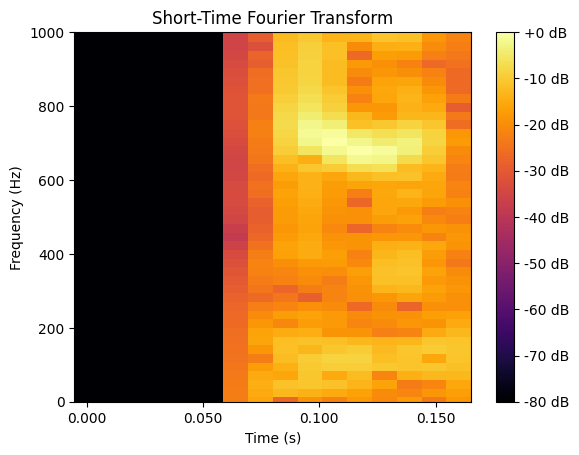 Short-Time Fourier Transform
1000
800
600
400
200
0
Frequency (Hz)
0.000
0.050
0.100
0.150
Time (s)
+0 dB
-10 dB
-20 dB
-30 dB
-40 dB
-50 dB
-60 dB
-70 dB
-80 dB